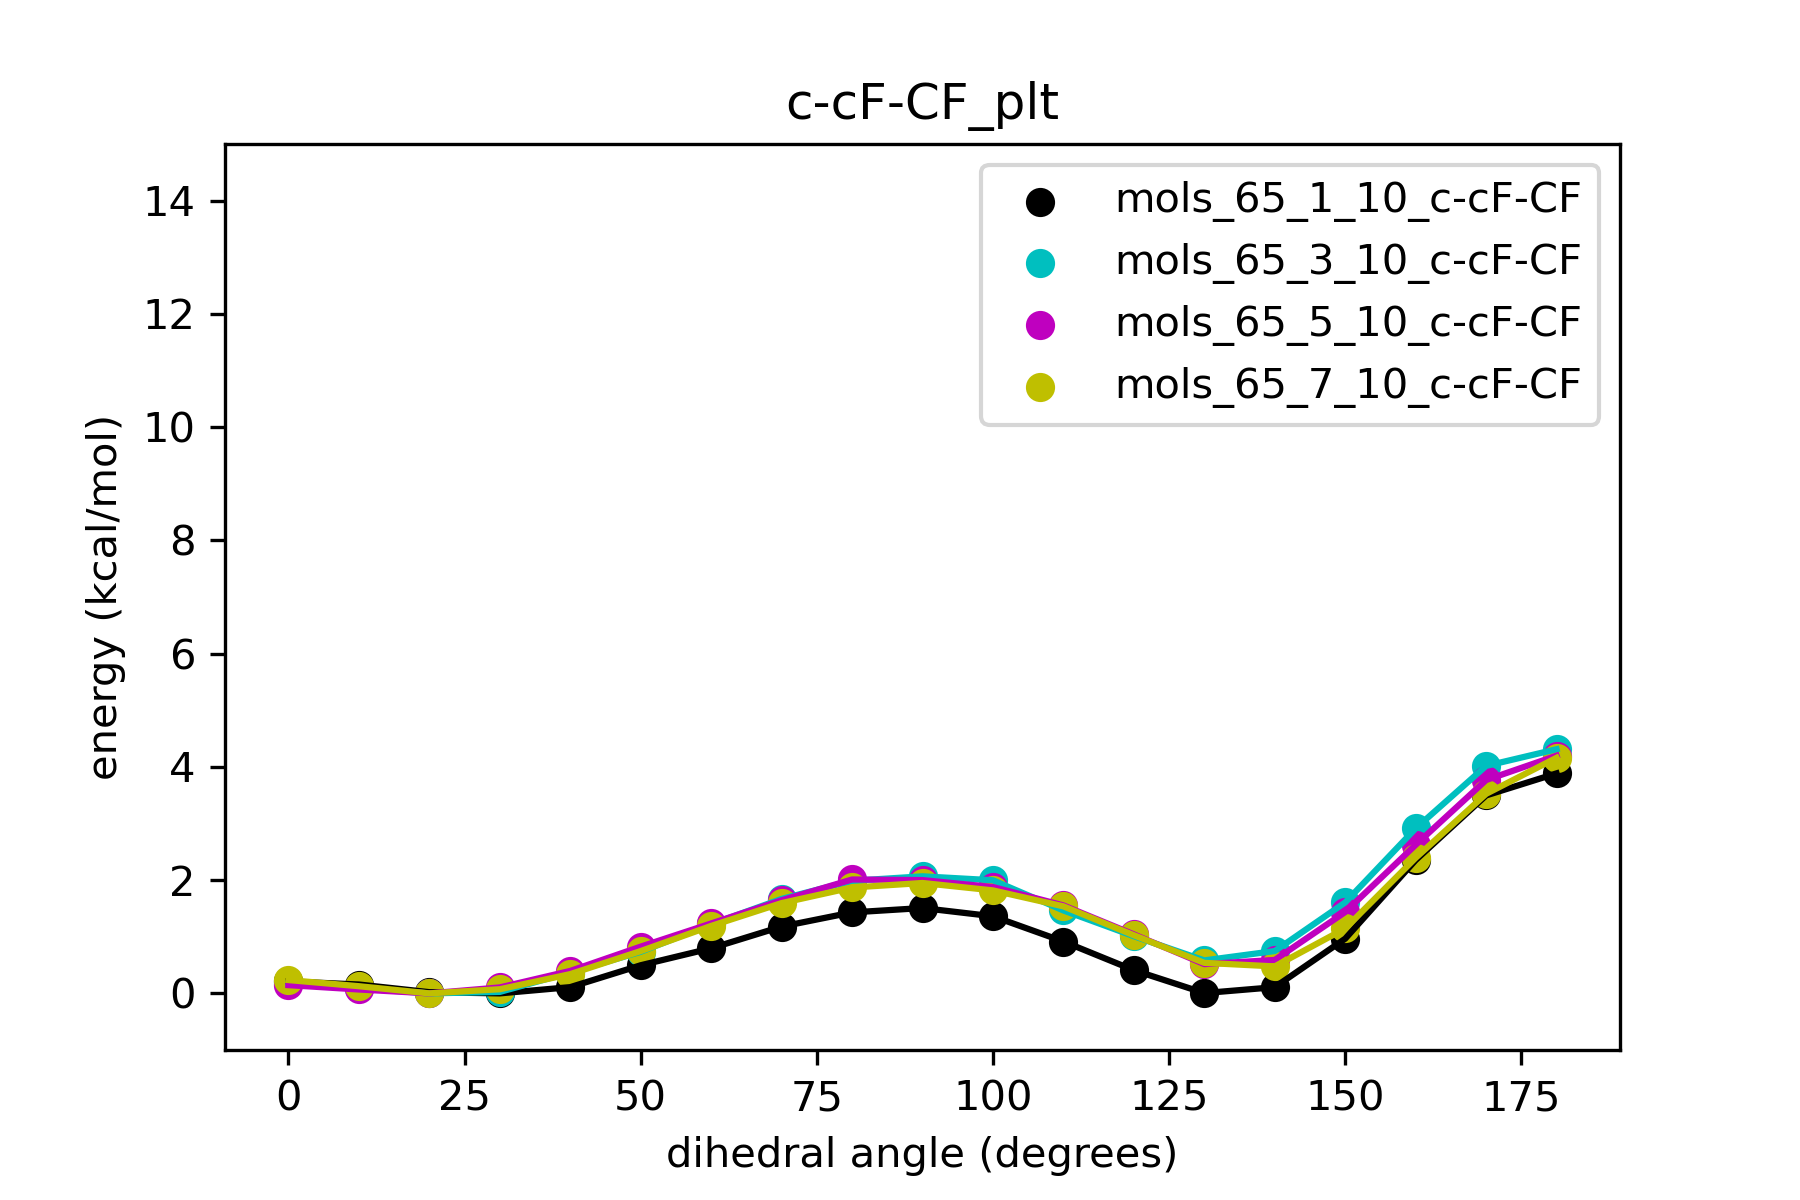 c-cF-CF_plt
mols_65_1_10_c-cF-CF
mols_65_3_10_c-cF-CF
mols_65_5_10_c-cF-CF
mols_65_7_10_c-cF-CF
14
12
10
8
6
4
2
0
energy (kcal/mol)
0 25 50 75 100 125 150 175
dihedral angle (degrees)